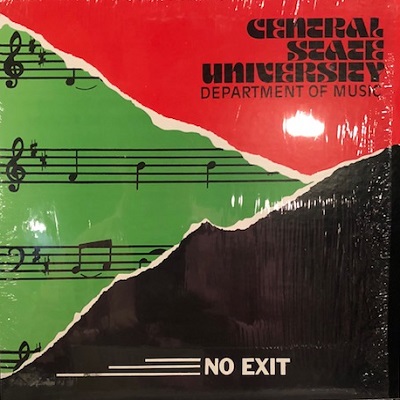 CENTRAL
STATE
UNIVERSITY
DEPARTMENT OF MUSIC
NO EXIT